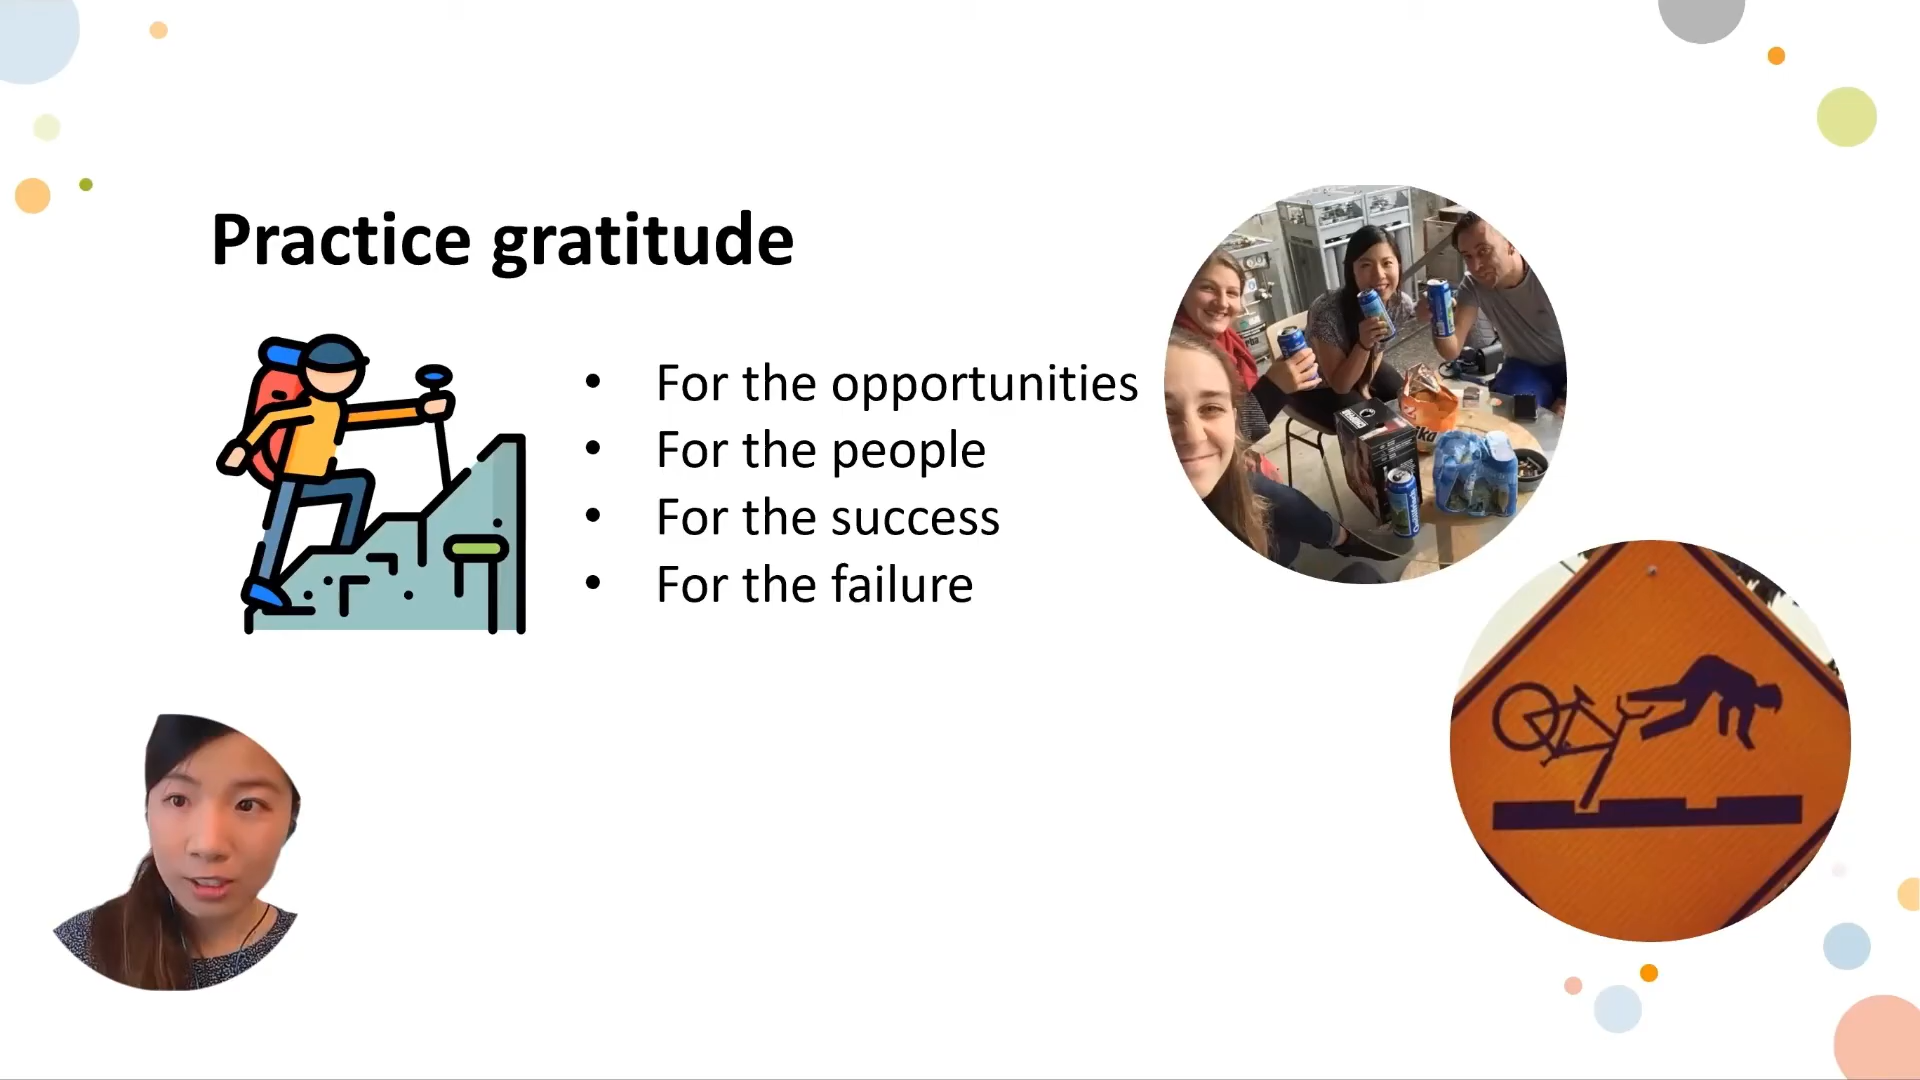 Practice gratitude
• For the opportunities
• For the people
• For the success
• For the failure